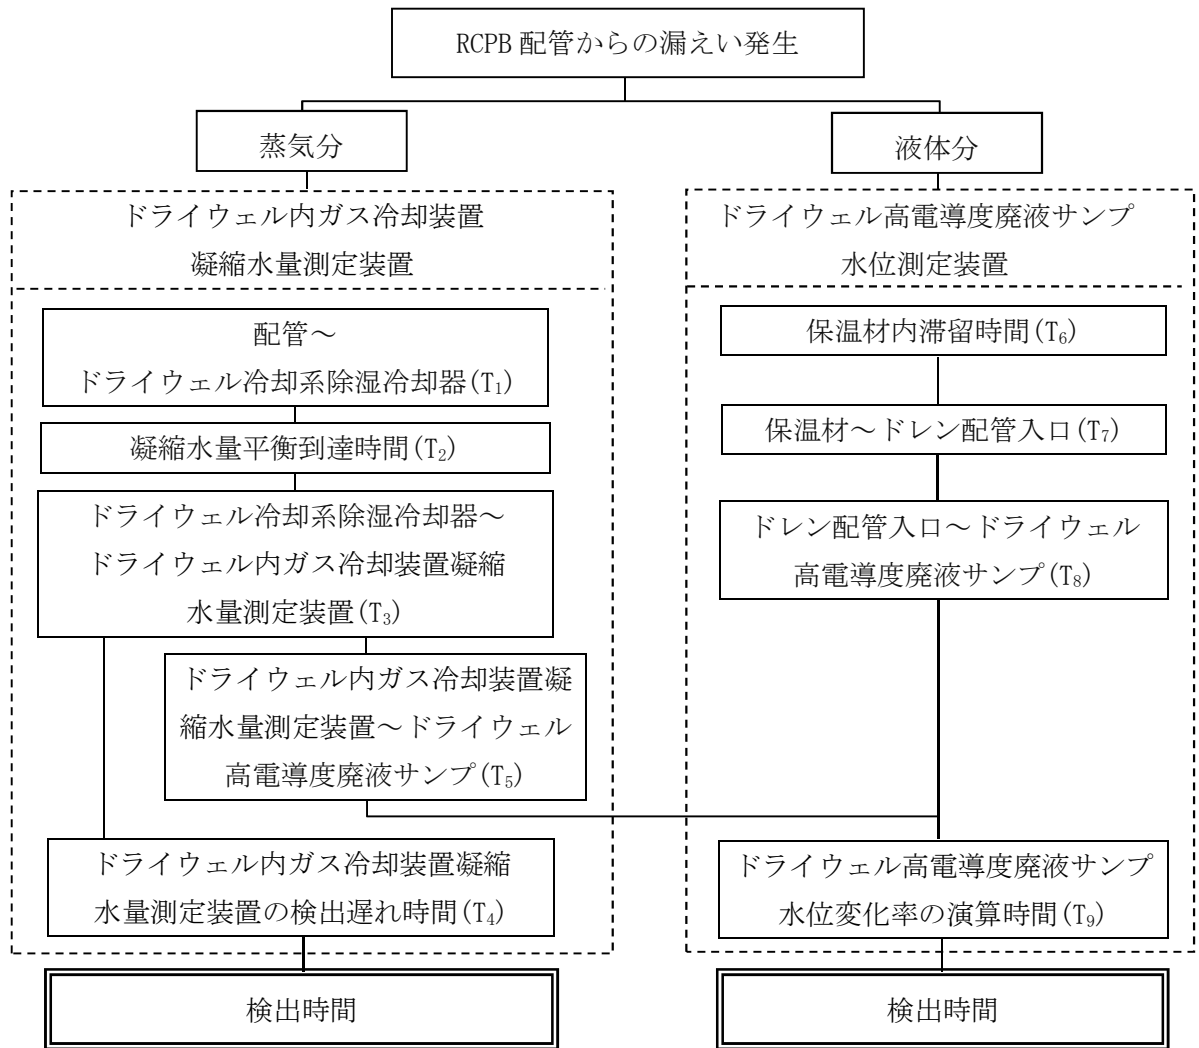 RCPB 配管からの漏えい発生
蒸気分
ドライウェル内ガス冷却装置
凝縮水量測定装置
配管～
ドライウェル冷却系除湿冷却器(T₁)
凝縮水量平衡到達時間(T₂)
ドライウェル冷却系除湿冷却器～
ドライウェル内ガス冷却装置凝縮
水量測定装置(T₃)
ドライウェル内ガス冷却装置凝
縮水量測定装置～ドライウェル
高電導度廃液サンプ(T₅)
ドライウェル内ガス冷却装置凝縮
水量測定装置の検出遅れ時間(T₄)
検出時間
液体分
ドライウェル高電導度廃液サンプ
水位測定装置
保温材内滞留時間(T₆)
保温材～ドレン配管入口(T₇)
ドレン配管入口～ドライウェル
高電導度廃液サンプ(T₈)
ドライウェル高電導度廃液サンプ
水位変化率の演算時間(T₉)
検出時間